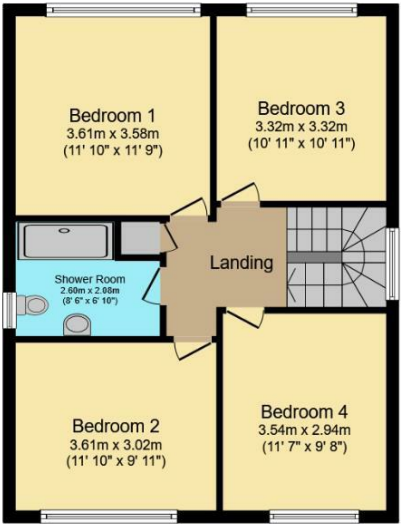 Bedroom 1
3.61m x 3.58m
(11' 10" x 11' 9")
Bedroom 3
3.32m x 3.32m
(10' 11" x 10' 11")
Landing
Shower Room
2.60m x 2.08m
(8' 6" x 6' 10")
Bedroom 2
3.61m x 3.02m
(11' 10" x 9' 11")
Bedroom 4
3.54m x 2.94m
(11' 7" x 9' 8")